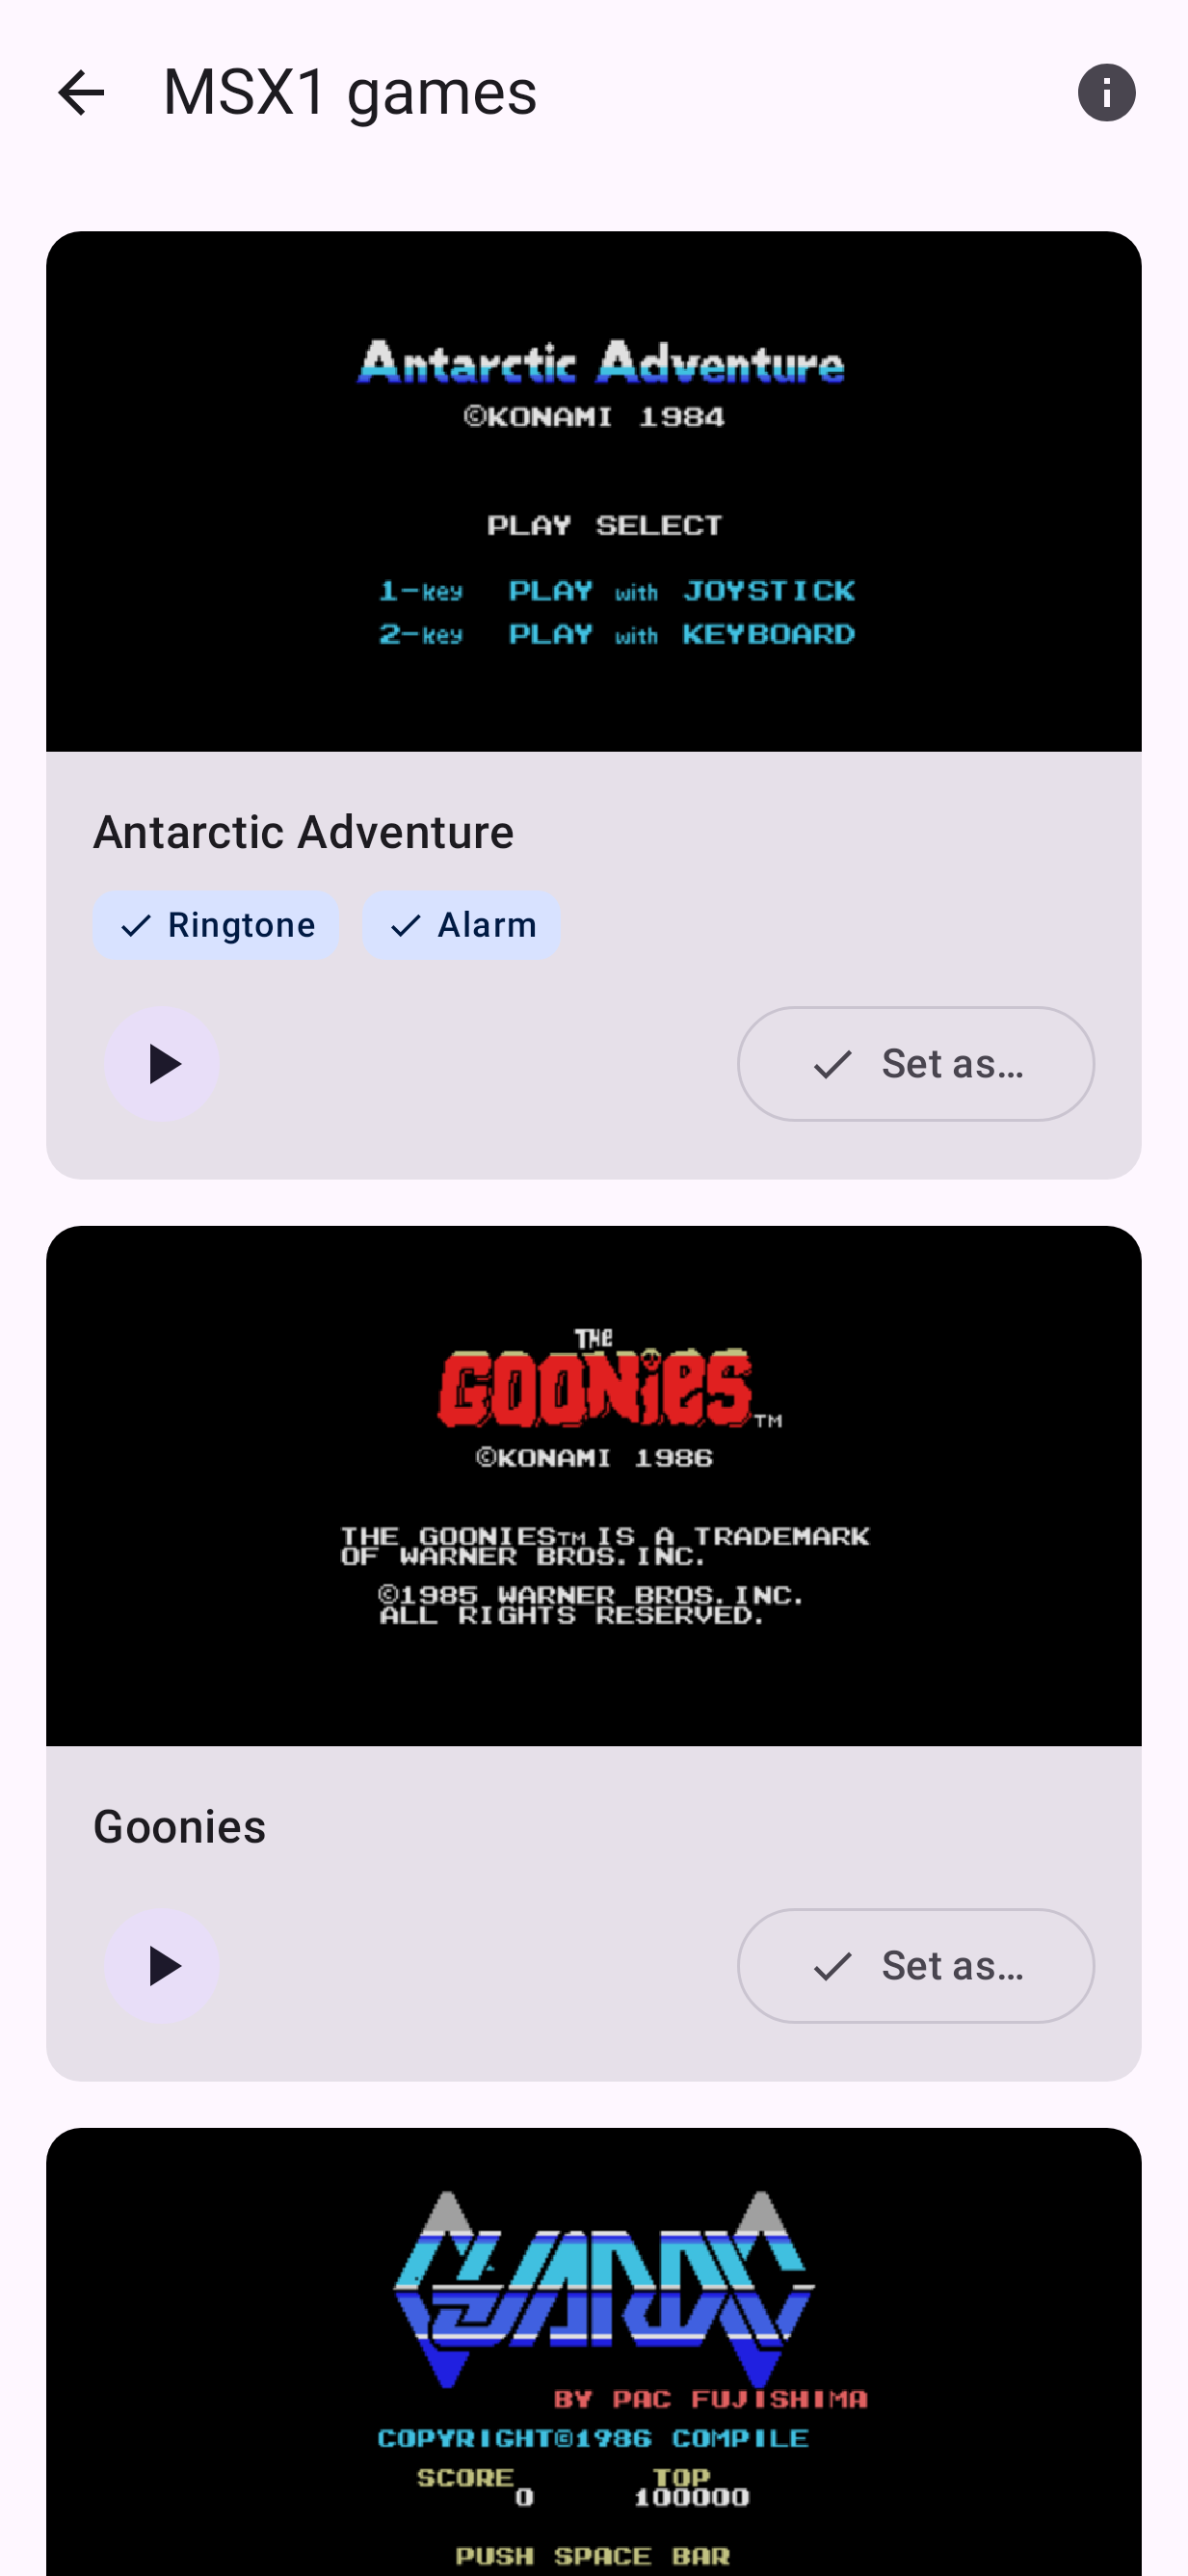 MSX1 games
Antarctic Adventure
©KONAMI 1984
PLAY SELECT
1-key PLAY with JOYSTICK
2-key PLAY with KEYBOARD
Antarctic Adventure
Ringtone
Alarm
Set as...
THE
GOONIES™
©KONAMI 1986
THE GOONIES™ IS A TRADEMARK
OF WARNER BROS.INC.
©1985 WARNER BROS.INC.
ALL RIGHTS RESERVED.
Goonies
Set as...
BY PAC FUJISHIMA
COPYRIGHT©1986 COMPILE
SCORE TOP
0 100000
PUSH SPACE BAR